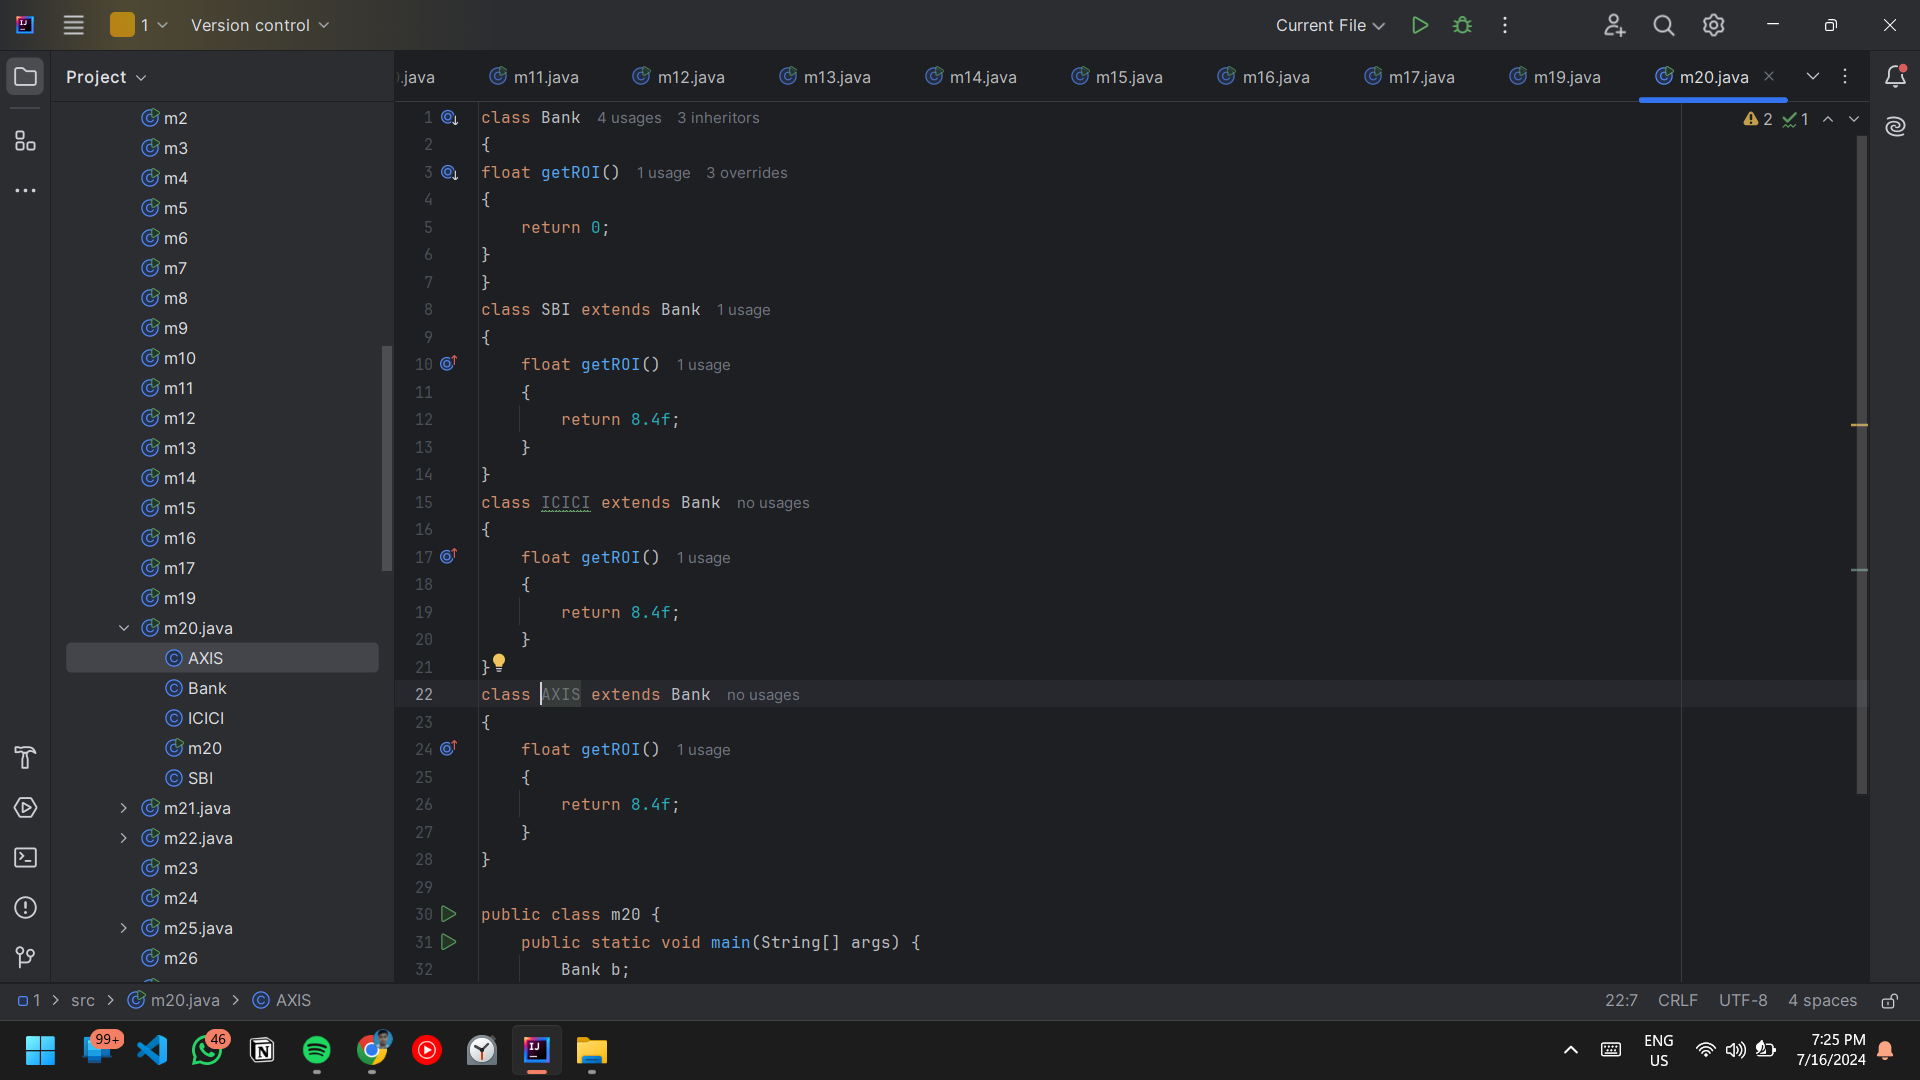 1
Version control
Current File
Project
.java
m11.java
m12.java
m13.java
m14.java
m15.java
m16.java
m17.java
m19.java
m20.java
m2
m3
m4
m5
m6
m7
m8
m9
m10
m11
m12
m13
m14
m15
m16
m17
m19
m20.java
AXIS
Bank
ICICI
m20
SBI
m21.java
m22.java
m23
m24
m25.java
m26
2 1
1 class Bank 4 usages 3 inheritors
2 {
3 float getROI() 1 usage 3 overrides
4 {
5 return 0;
6 }
7 }
8 class SBI extends Bank 1 usage
9 {
10 float getROI() 1 usage
11 {
12 return 8.4f;
13 }
14 }
15 class ICICI extends Bank no usages
16 {
17 float getROI() 1 usage
18 {
19 return 8.4f;
20 }
21 }
22 class AXIS extends Bank no usages
23 {
24 float getROI() 1 usage
25 {
26 return 8.4f;
27 }
28 }
29
30 public class m20 {
31 public static void main(String[] args) {
32 Bank b;
1 > src > m20.java > AXIS
22:7 CRLF UTF-8 4 spaces
99+
46
ENG
US
7:25 PM
7/16/2024